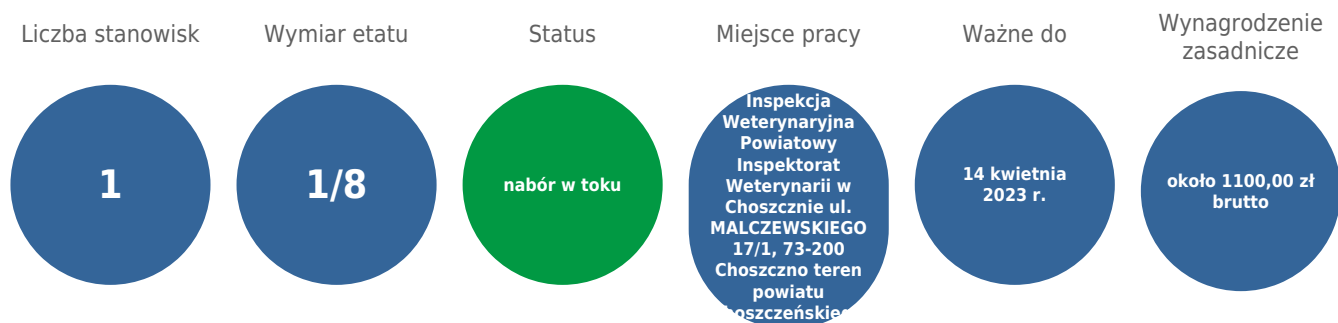 Liczba stanowisk
Wymiar etatu
Status
Miejsce pracy
Ważne do
Wynagrodzenie
zasadnicze
1
1/8
nabór w toku
Inspekcja
Weterynaryjna
Powiatowy
Inspektorat
Weterynarii w
Choszcznie ul.
MALCZEWSKIEGO
17/1, 73-200
Choszczno teren
powiatu
14 kwietnia
2023 r.
około 1100,00 zł
brutto